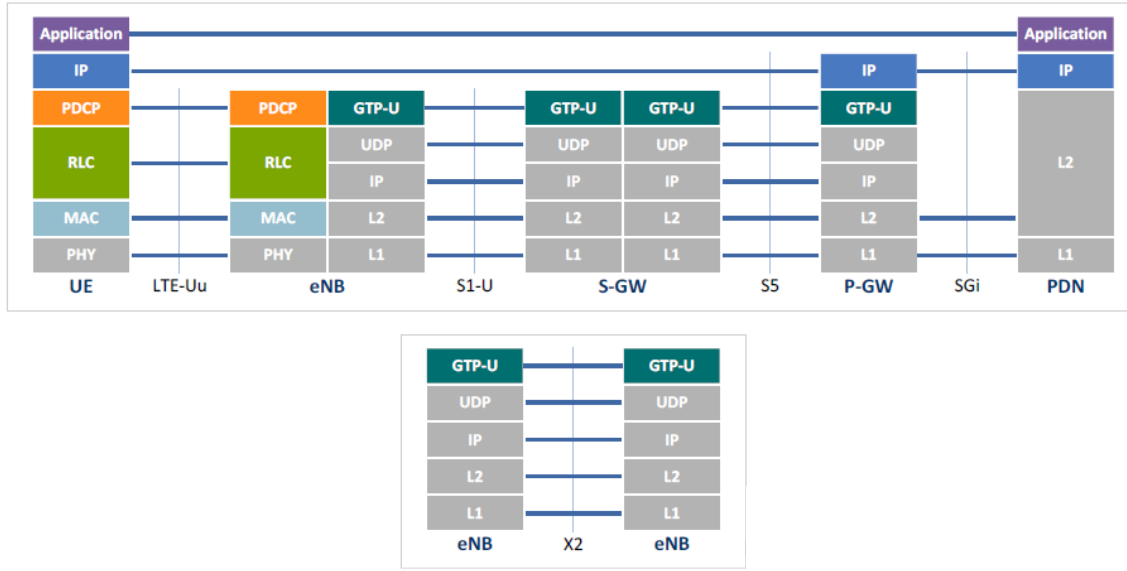 Application Application
IP IP IP
PDCP PDCP GTP-U GTP-U GTP-U GTP-U
RLC RLC UDP UDP UDP UDP L2
IP IP IP IP
MAC MAC L2 L2 L2 L2
PHY PHY L1 L1 L1 L1 L1
UE LTE-Uu eNB S1-U S-GW S5 P-GW SGi PDN
GTP-U GTP-U
UDP UDP
IP IP
L2 L2
L1 L1
eNB X2 eNB